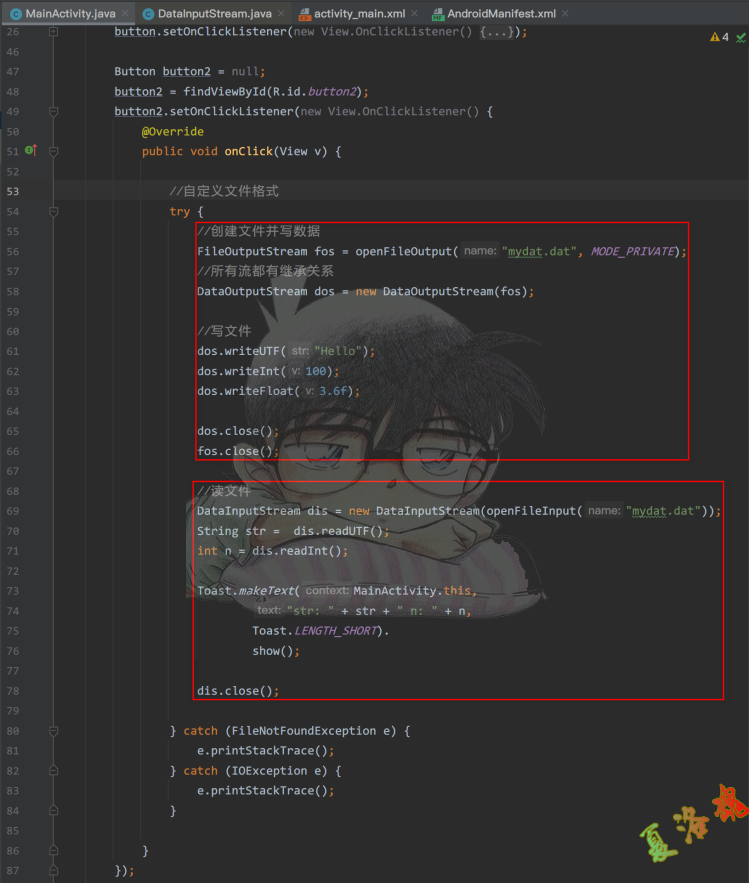 MainActivity.java DataInputStream.java activity_main.xml AndroidManifest.xml
26 button.setOnClickListener(new View.OnClickListener() {...});
4
46
47 Button button2 = null;
48 button2 = findViewById(R.id.button2);
49 button2.setOnClickListener(new View.OnClickListener() {
50 @Override
51 public void onClick(View v) {
52
53 //自定义文件格式
54 try {
55 //创建文件并写数据
56 FileOutputStream fos = openFileOutput( name: "mydat.dat", MODE_PRIVATE);
57 //所有流都有继承关系
58 DataOutputStream dos = new DataOutputStream(fos);
59
60 //写文件
61 dos.writeUTF( str: "Hello");
62 dos.writeInt( v: 100);
63 dos.writeFloat( v: 3.6f);
64
65 dos.close();
66 fos.close();
67
68 //读文件
69 DataInputStream dis = new DataInputStream(openFileInput( name: "mydat.dat"));
70 String str =  dis.readUTF();
71 int n = dis.readInt();
72
73 Toast.makeText( context: MainActivity.this,
74 text: "str: " + str + " n: " + n,
75 Toast.LENGTH_SHORT).
76 show();
77
78 dis.close();
79
80 } catch (FileNotFoundException e) {
81 e.printStackTrace();
82 } catch (IOException e) {
83 e.printStackTrace();
84 }
85
86 }
87 });